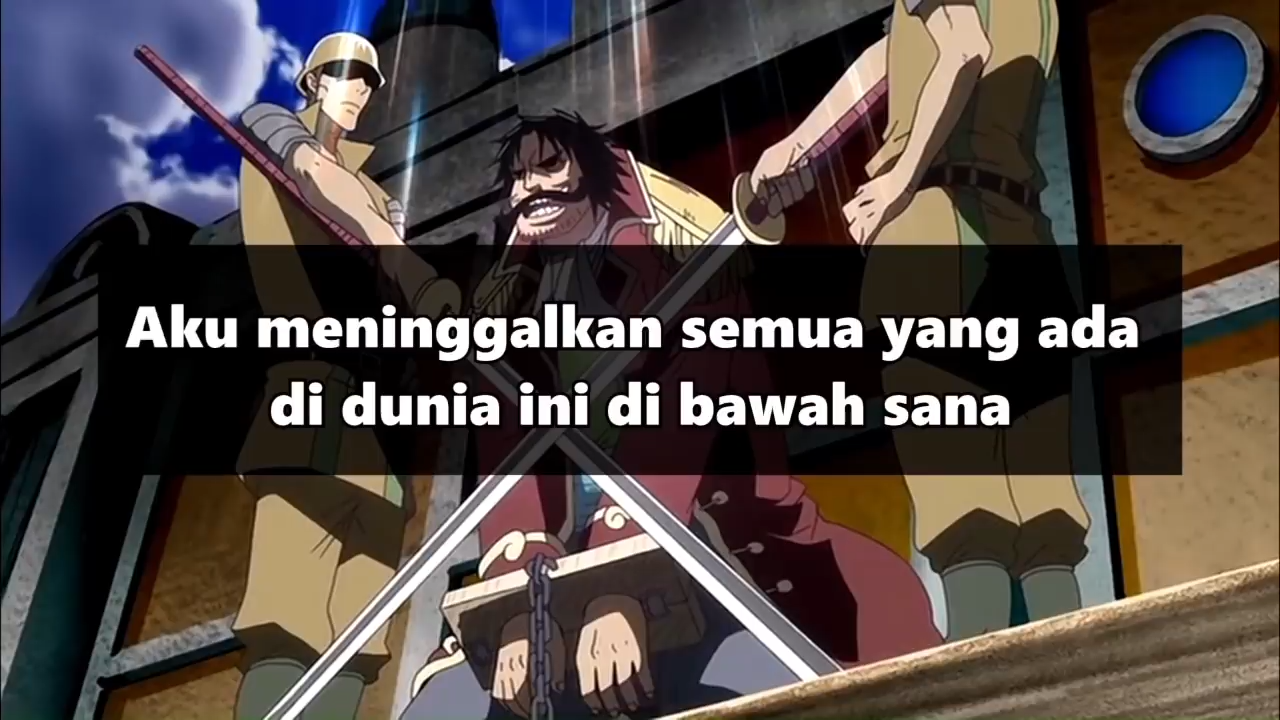 Aku meninggalkan semua yang ada
di dunia ini di bawah sana